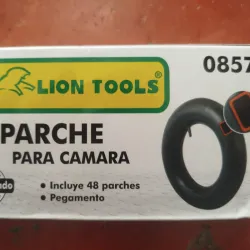 LION TOOLS®
0857
PARCHE
PARA CAMARA
• Incluye 48 parches
• Pegamento